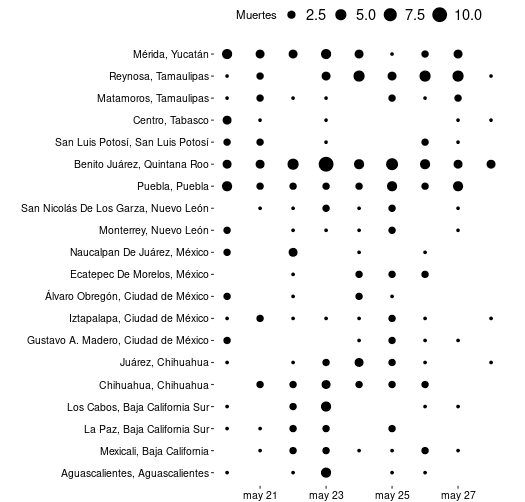 Muertes 2.5 5.0 7.5 10.0
Mérida, Yucatán
Reynosa, Tamaulipas
Matamoros, Tamaulipas
Centro, Tabasco
San Luis Potosí, San Luis Potosí
Benito Juárez, Quintana Roo
Puebla, Puebla
San Nicolás De Los Garza, Nuevo León
Monterrey, Nuevo León
Naucalpan De Juárez, México
Ecatepec De Morelos, México
Álvaro Obregón, Ciudad de México
Iztapalapa, Ciudad de México
Gustavo A. Madero, Ciudad de México
Juárez, Chihuahua
Chihuahua, Chihuahua
Los Cabos, Baja California Sur
La Paz, Baja California Sur
Mexicali, Baja California
Aguascalientes, Aguascalientes
may 21 may 23 may 25 may 27